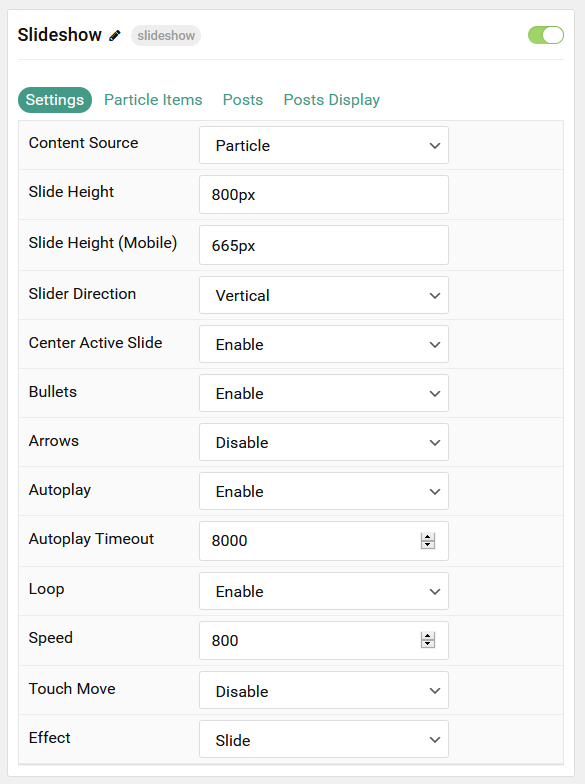 Slideshow slideshow
Settings Particle Items Posts Posts Display
Content Source Particle
Slide Height 800px
Slide Height (Mobile) 665px
Slider Direction Vertical
Center Active Slide Enable
Bullets Enable
Arrows Disable
Autoplay Enable
Autoplay Timeout 8000
Loop Enable
Speed 800
Touch Move Disable
Effect Slide